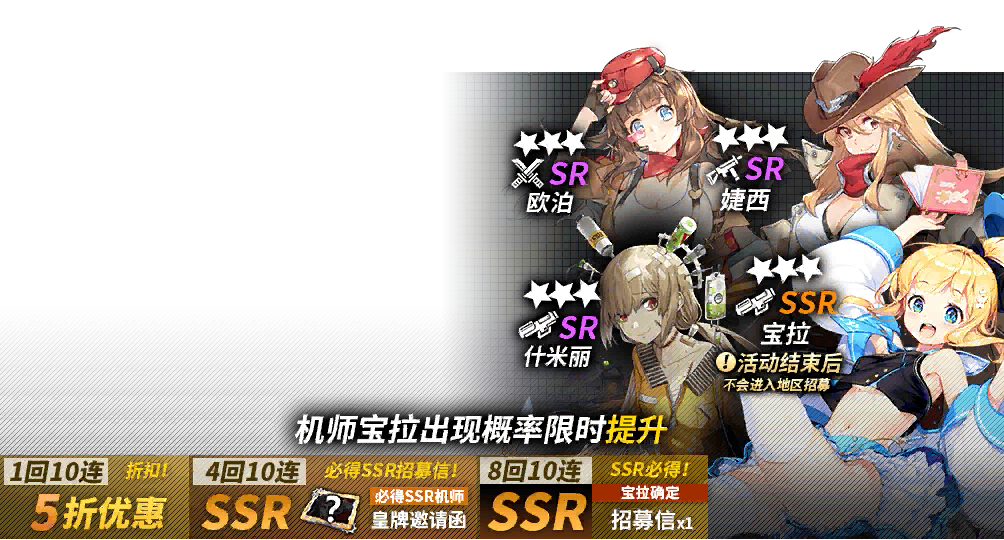 SR
欧泊
SR
婕西
SR
什米丽
SSR
宝拉
!活动结束后
不会进入地区招募
机师宝拉出现概率限时提升
1回10连 折扣!
5折优惠
4回10连 必得SSR招募信!
SSR ? 必得SSR机师
皇牌邀请函
8回10连 SSR必得!
SSR 宝拉确定
招募信x1